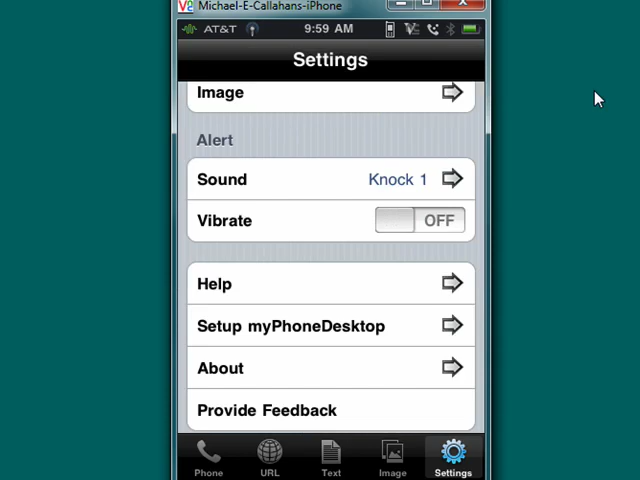 Michael-E-Callahans-iPhone
AT&T 9:59 AM
Settings
Image
Alert
Sound Knock 1
Vibrate OFF
Help
Setup myPhoneDesktop
About
Provide Feedback
Phone URL Text Image Settings